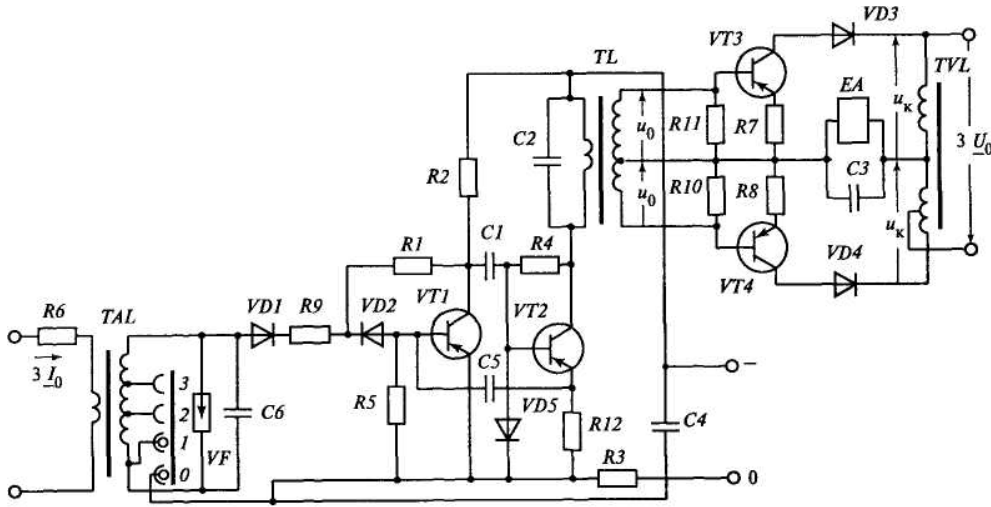 VD3
VT3
TL
TVL
EA
u₀
R11
R7
uк
3 U₀
C2
R2
C3
R10
R8
u₀
uк
C1
R4
R1
VD4
VT4
VT1
VT2
VD1
R9
VD2
R6
TAL
3 I₀
C5
3
2
1
0
VF
C6
R5
VD5
R12
C4
R3
−
0